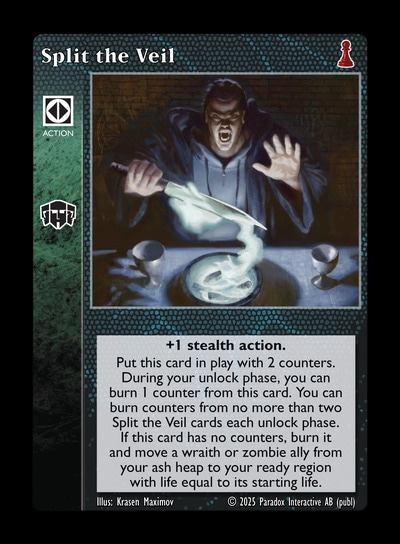 Split the Veil
ACTION
+1 stealth action.
Put this card in play with 2 counters.
During your unlock phase, you can
burn 1 counter from this card. You can
burn counters from no more than two
Split the Veil cards each unlock phase.
If this card has no counters, burn it
and move a wraith or zombie ally from
your ash heap to your ready region
with life equal to its starting life.
Illus: Krasen Maximov © 2025 Paradox Interactive AB (publ)